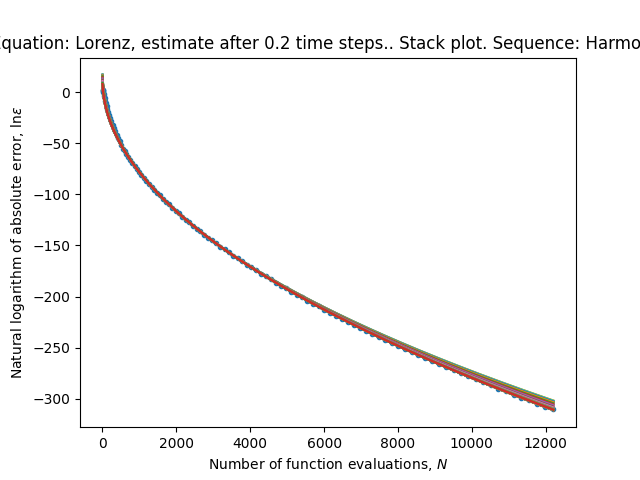 quation: Lorenz, estimate after 0.2 time steps.. Stack plot. Sequence: Harmo
0
−50
−100
−150
−200
−250
−300
Natural logarithm of absolute error, lnε
0 2000 4000 6000 8000 10000 12000
Number of function evaluations, N